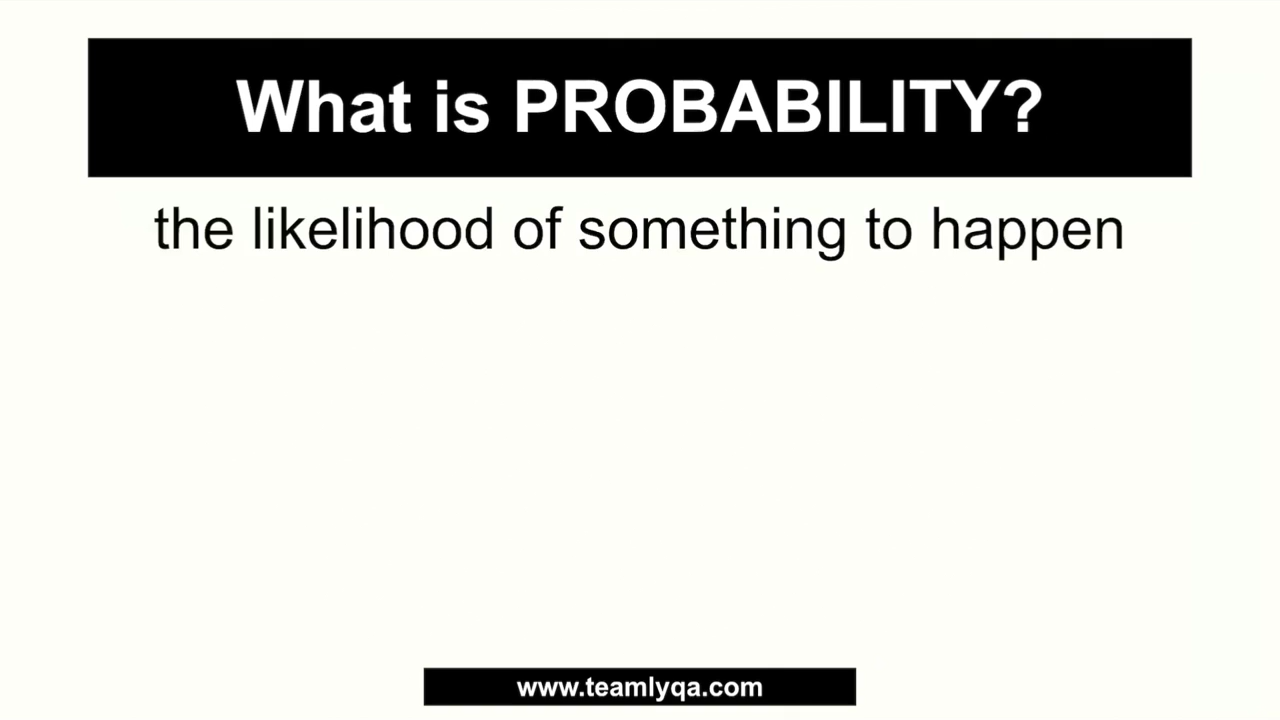 What is PROBABILITY?
the likelihood of something to happen
www.teamlyqa.com